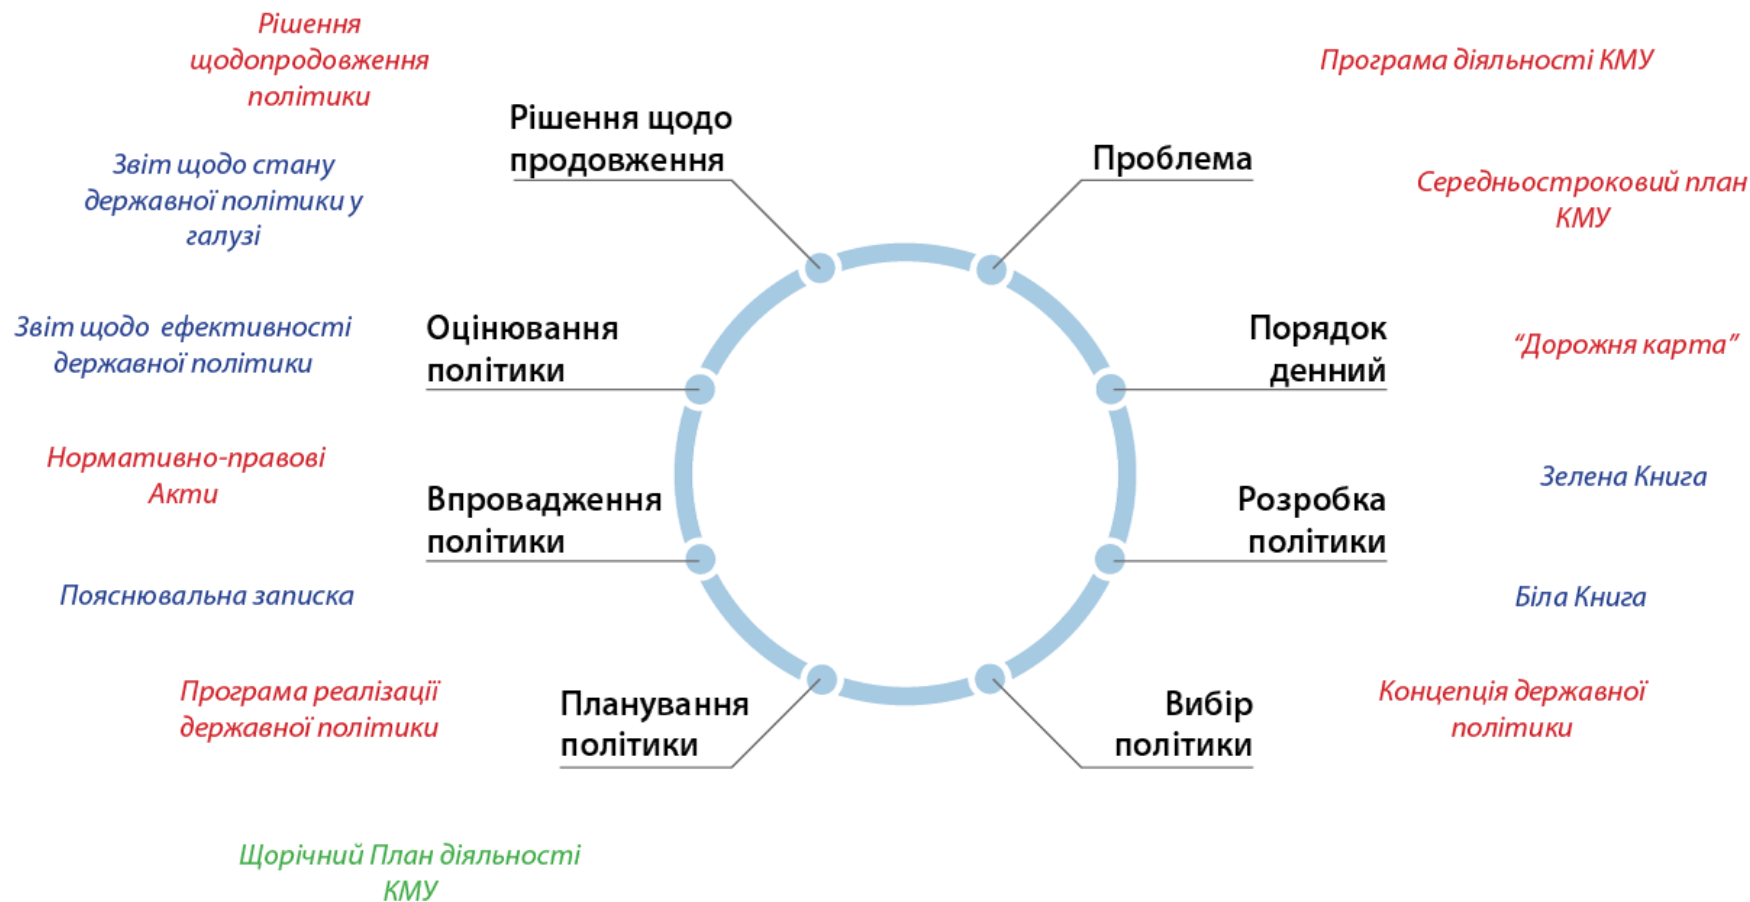 Рішення
щодопродовження
політики
Програма діяльності КМУ
Рішення щодо
продовження
Проблема
Звіт щодо стану
державної політики у
галузі
Середньостроковий план
КМУ
Звіт щодо ефективності
державної політики
Оцінювання
політики
Порядок
денний
“Дорожня карта”
Нормативно-правові
Акти
Впровадження
політики
Розробка
політики
Зелена Книга
Пояснювальна записка
Біла Книга
Програма реалізації
державної політики
Планування
політики
Вибір
політики
Концепція державної
політики
Щорічний План діяльності
КМУ